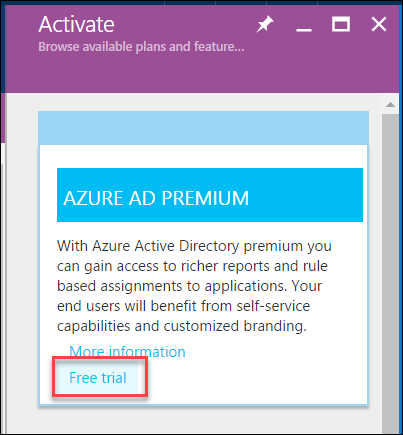 Activate
Browse available plans and feature...
AZURE AD PREMIUM
With Azure Active Directory premium you
can gain access to richer reports and rule
based assignments to applications. Your
end users will benefit from self-service
capabilities and customized branding.
More information
Free trial